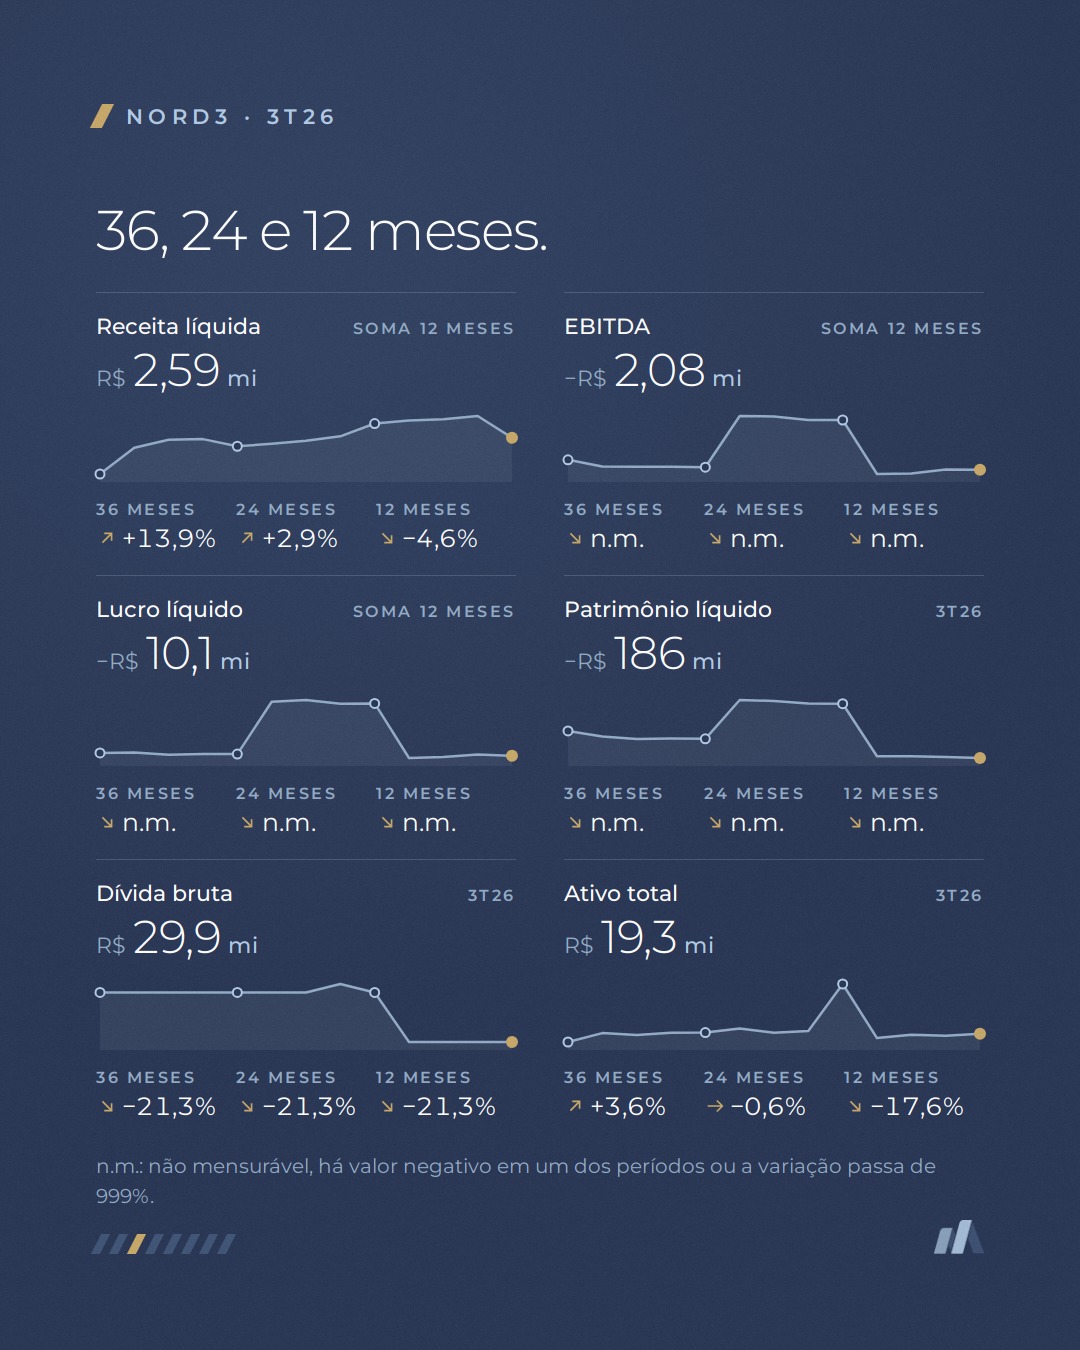 NORD3 · 3T26
36, 24 e 12 meses.
Receita líquida SOMA 12 MESES
R$ 2,59 mi
36 MESES 24 MESES 12 MESES
↗ +13,9% ↗ +2,9% ↘ −4,6%
EBITDA SOMA 12 MESES
−R$ 2,08 mi
36 MESES 24 MESES 12 MESES
↘ n.m. ↘ n.m. ↘ n.m.
Lucro líquido SOMA 12 MESES
−R$ 10,1 mi
36 MESES 24 MESES 12 MESES
↘ n.m. ↘ n.m. ↘ n.m.
Patrimônio líquido 3T26
−R$ 186 mi
36 MESES 24 MESES 12 MESES
↘ n.m. ↘ n.m. ↘ n.m.
Dívida bruta 3T26
R$ 29,9 mi
36 MESES 24 MESES 12 MESES
↘ −21,3% ↘ −21,3% ↘ −21,3%
Ativo total 3T26
R$ 19,3 mi
36 MESES 24 MESES 12 MESES
↗ +3,6% → −0,6% ↘ −17,6%
n.m.: não mensurável, há valor negativo em um dos períodos ou a variação passa de
999%.